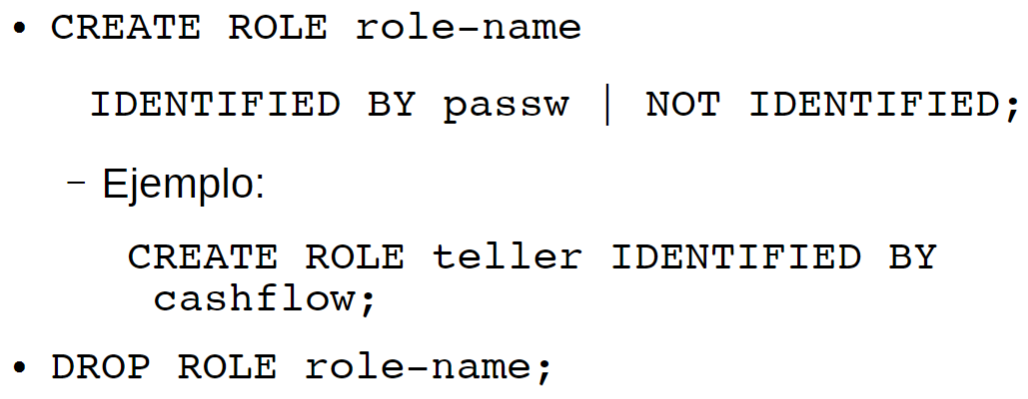 • CREATE ROLE role-name
IDENTIFIED BY passw | NOT IDENTIFIED;
– Ejemplo:
CREATE ROLE teller IDENTIFIED BY
cashflow;
• DROP ROLE role-name;